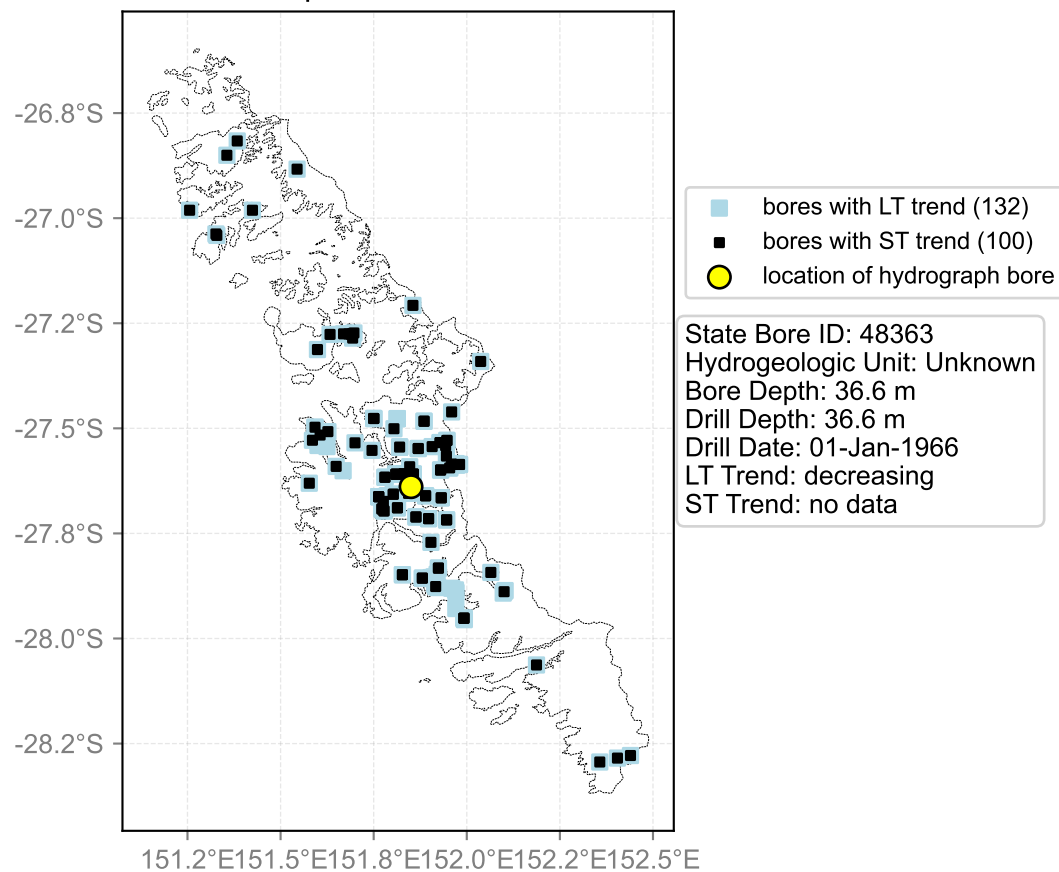 -26.8°S
-27.0°S
-27.2°S
-27.5°S
-27.8°S
-28.0°S
-28.2°S
151.2°E151.5°E151.8°E152.0°E152.2°E152.5°E
bores with LT trend (132)
bores with ST trend (100)
location of hydrograph bore
State Bore ID: 48363
Hydrogeologic Unit: Unknown
Bore Depth: 36.6 m
Drill Depth: 36.6 m
Drill Date: 01-Jan-1966
LT Trend: decreasing
ST Trend: no data